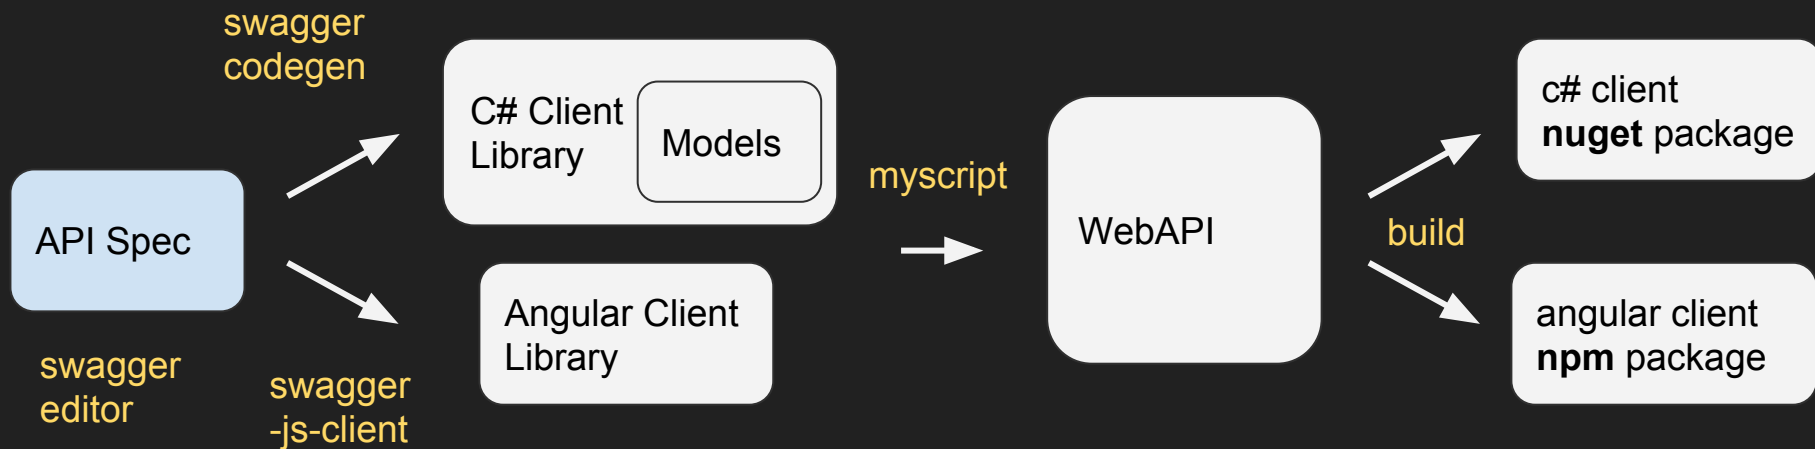 swagger
codegen
API Spec
swagger
editor
swagger
-js-client
C# Client
Library
Models
Angular Client
Library
myscript
WebAPI
build
c# client
nuget package
angular client
npm package